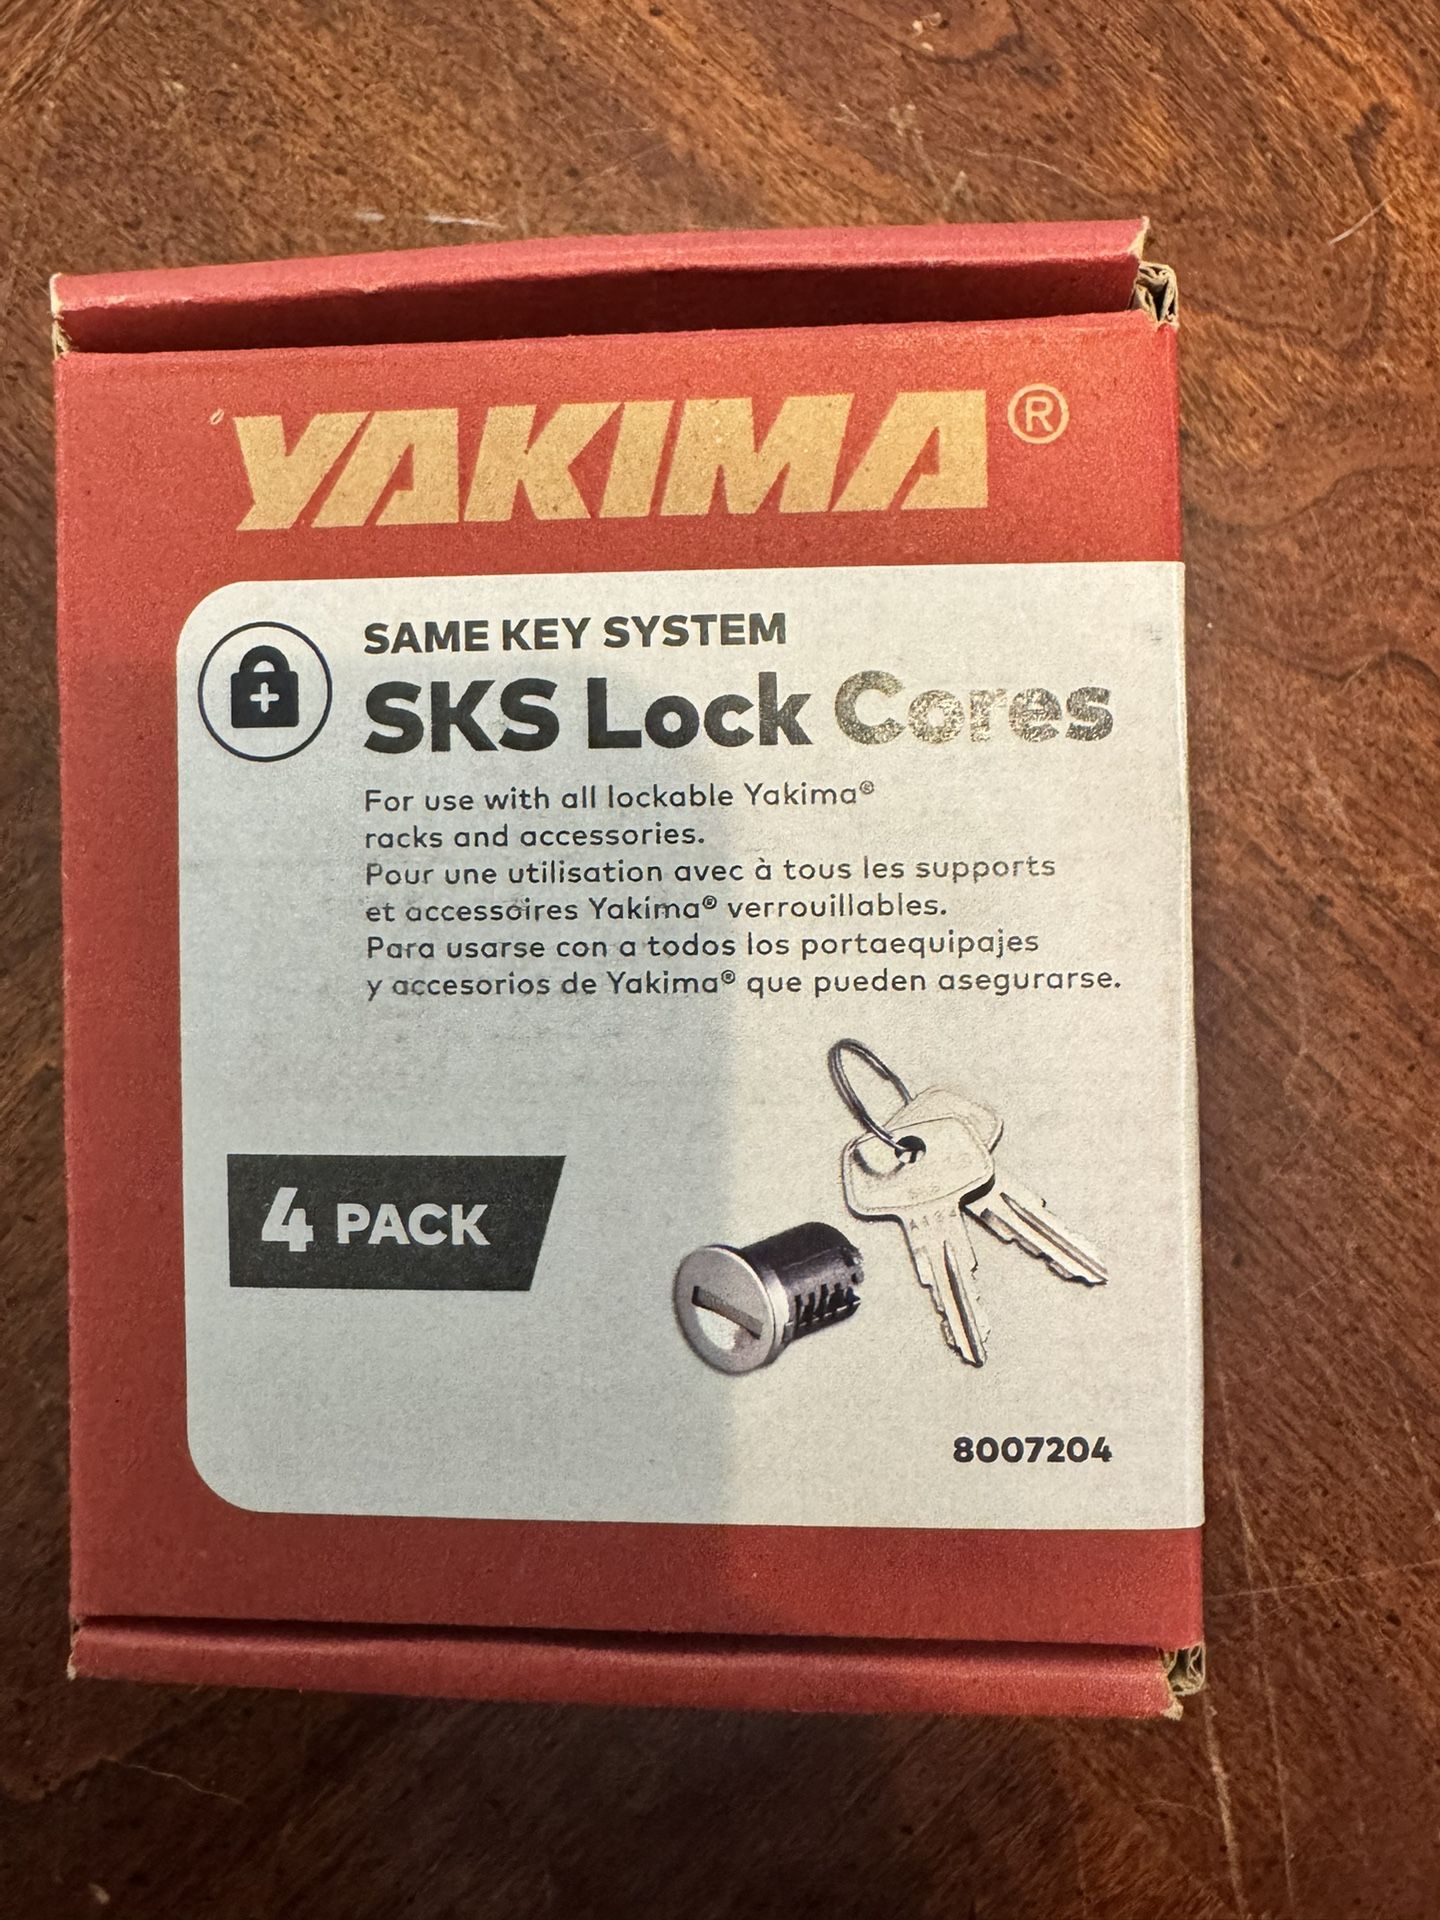 YAKIMA®
SAME KEY SYSTEM
SKS Lock Cores
For use with all lockable Yakima®
racks and accessories.
Pour une utilisation avec à tous les supports
et accessoires Yakima® verrouillables.
Para usarse con a todos los portaequipajes
y accesorios de Yakima® que pueden asegurarse.
4 PACK
8007204